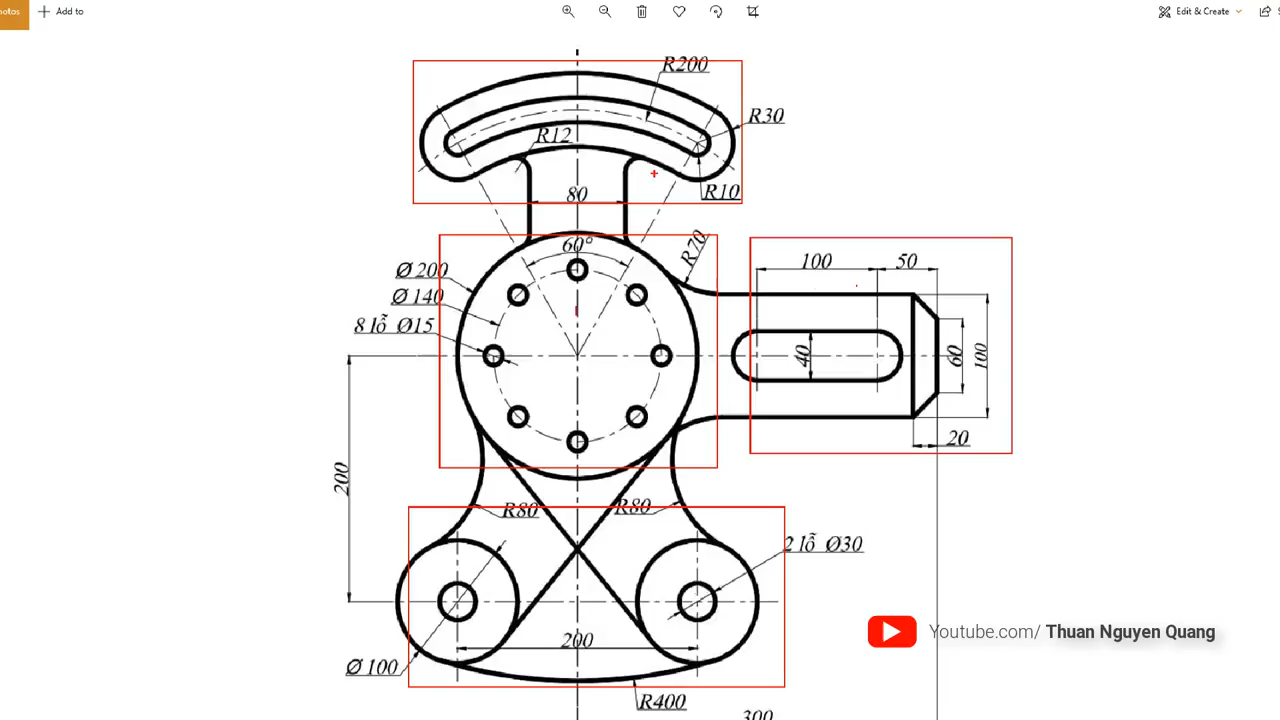 hotos
Add to
Edit & Create
S
R200
R30
R12
R10
80
60°
R70
100
50
Ø 200
Ø 140
8 lỗ Ø15
40
60
100
20
200
R80
R80
2 lỗ Ø30
Youtube.com/ Thuan Nguyen Quang
200
Ø 100
R400
300